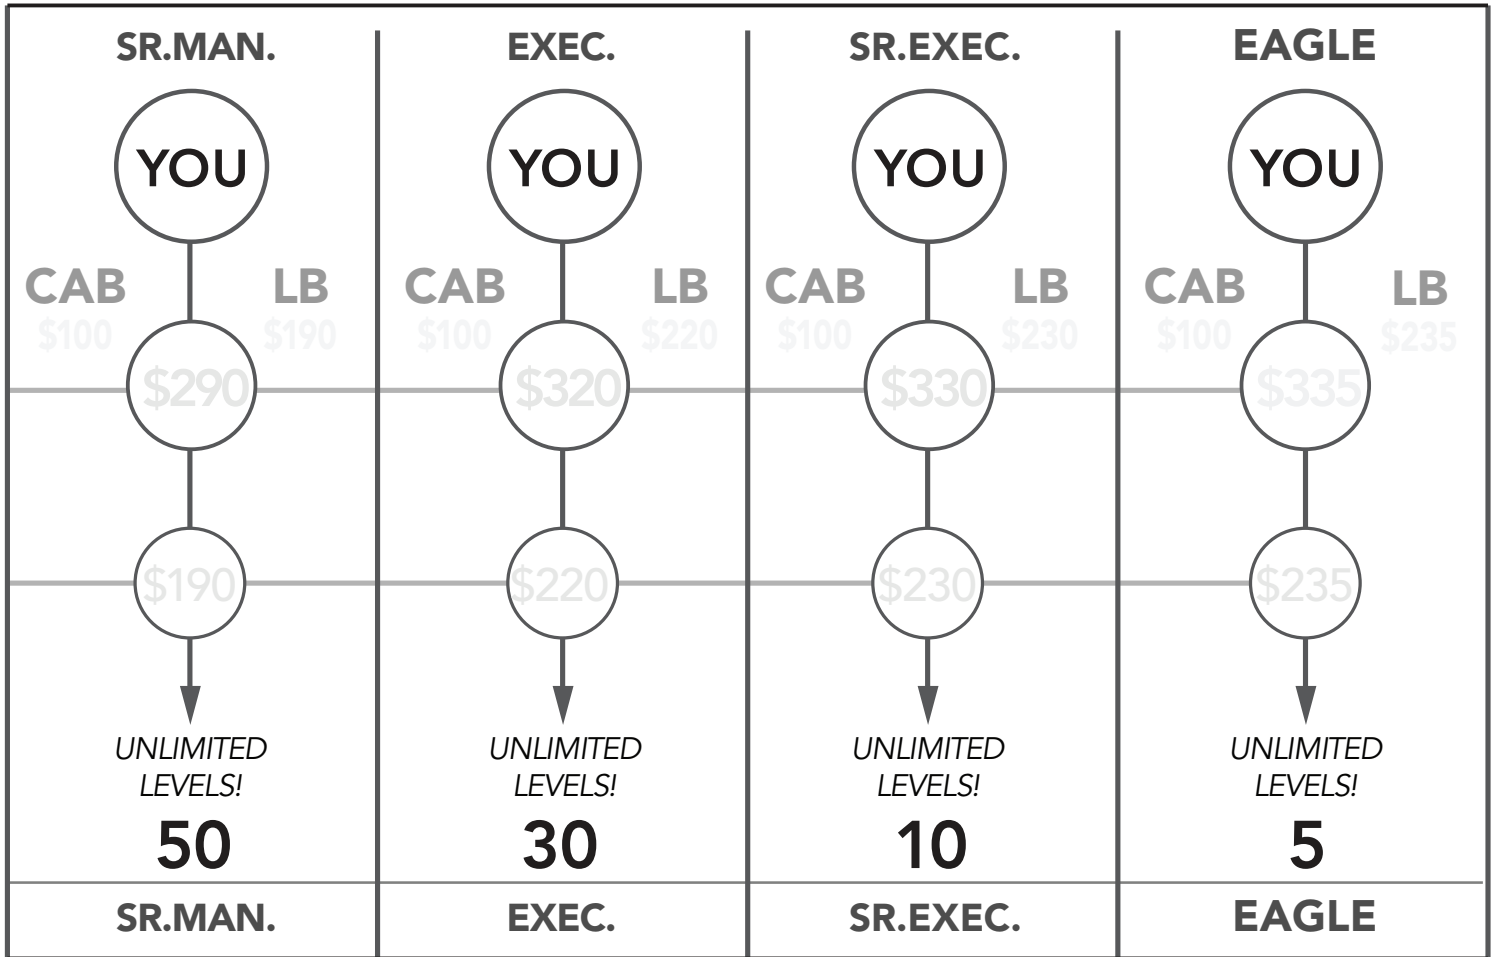 SR.MAN. EXEC. SR.EXEC. EAGLE
YOU YOU YOU YOU
CAB LB CAB LB CAB LB CAB LB
$100 $190 $100 $220 $100 $230 $100 $235
$290 $320 $330 $335
$190 $220 $230 $235
UNLIMITED UNLIMITED UNLIMITED UNLIMITED
LEVELS! LEVELS! LEVELS! LEVELS!
50 30 10 5
SR.MAN. EXEC. SR.EXEC. EAGLE